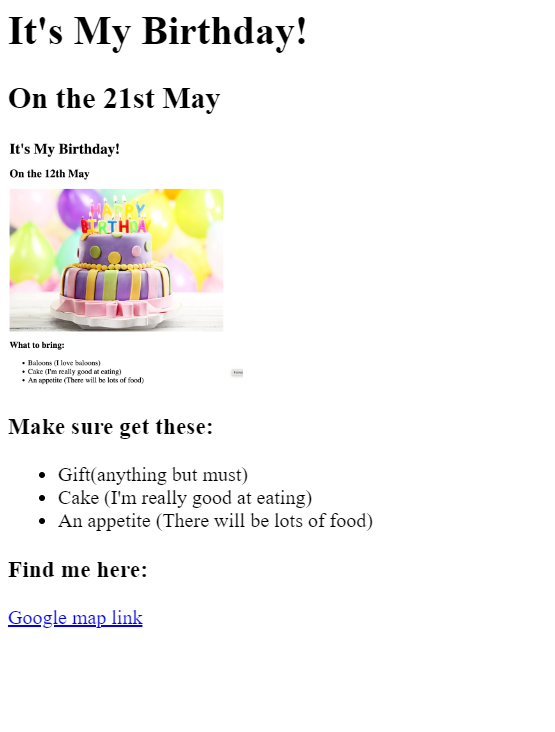 It's My Birthday!
On the 21st May
It's My Birthday!
On the 12th May
HAPPY
BIRTHDAY
What to bring:
• Baloons (I love baloons)
• Cake (I'm really good at eating)
• An appetite (There will be lots of food)
Make sure get these:
• Gift(anything but must)
• Cake (I'm really good at eating)
• An appetite (There will be lots of food)
Find me here:
Google map link